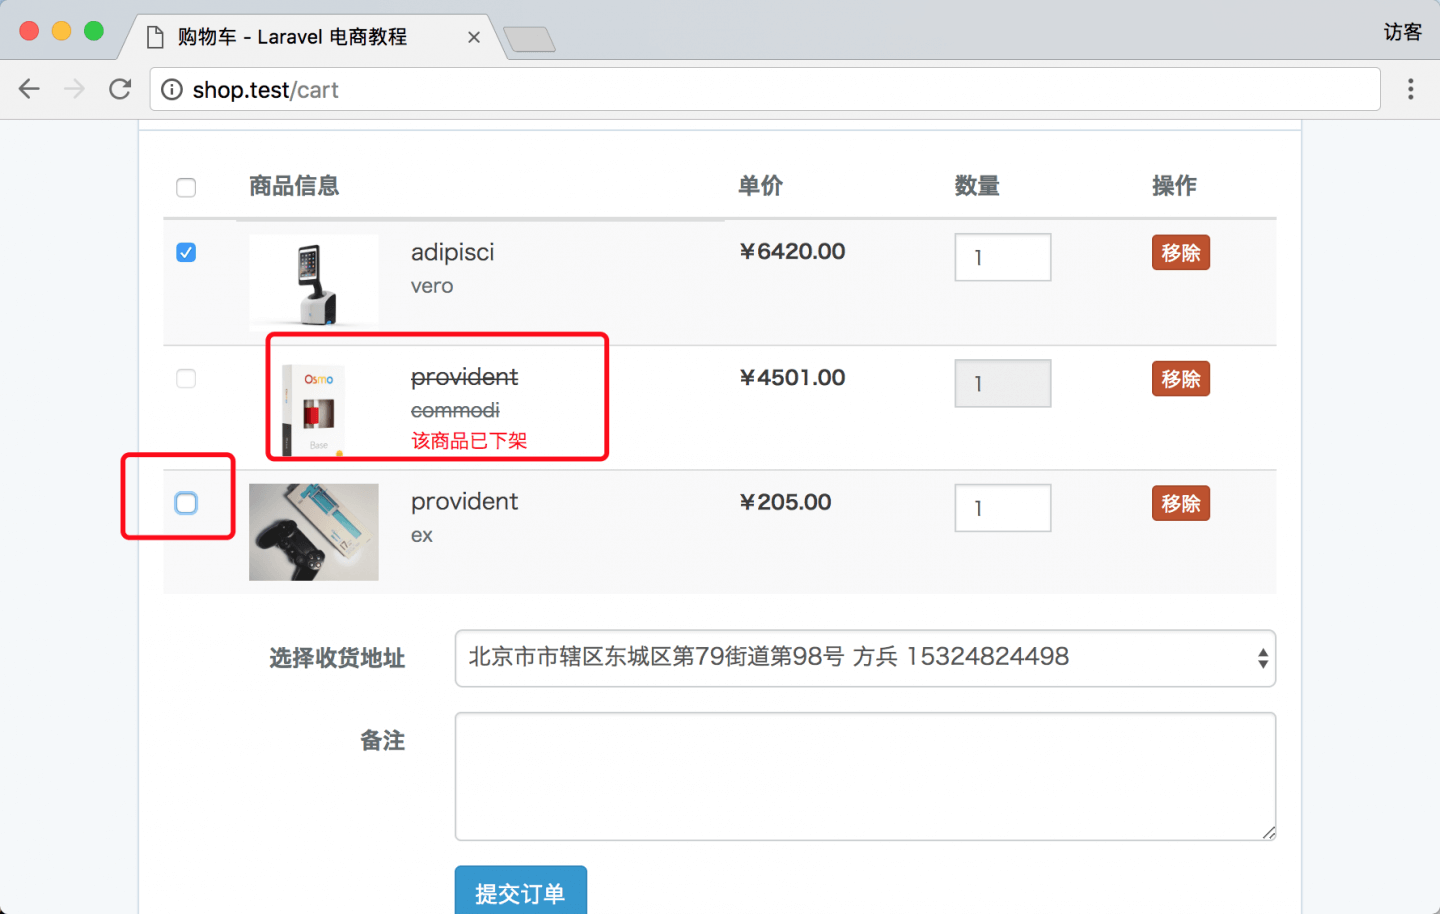 购物车 - Laravel 电商教程
访客
shop.test/cart
商品信息 单价 数量 操作
adipisci ¥6420.00 1 移除
vero
Osmo provident ¥4501.00 1 移除
commodi
Base 该商品已下架
provident ¥205.00 1 移除
ex
选择收货地址 北京市市辖区东城区第79街道第98号 方兵 15324824498
备注
提交订单